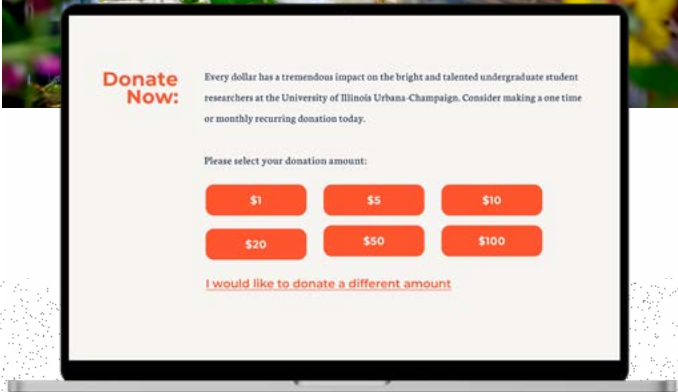 Donate
Now:
Every dollar has a tremendous impact on the bright and talented undergraduate student
researchers at the University of Illinois Urbana-Champaign. Consider making a one time
or monthly recurring donation today.
Please select your donation amount:
$1 $5 $10
$20 $50 $100
I would like to donate a different amount